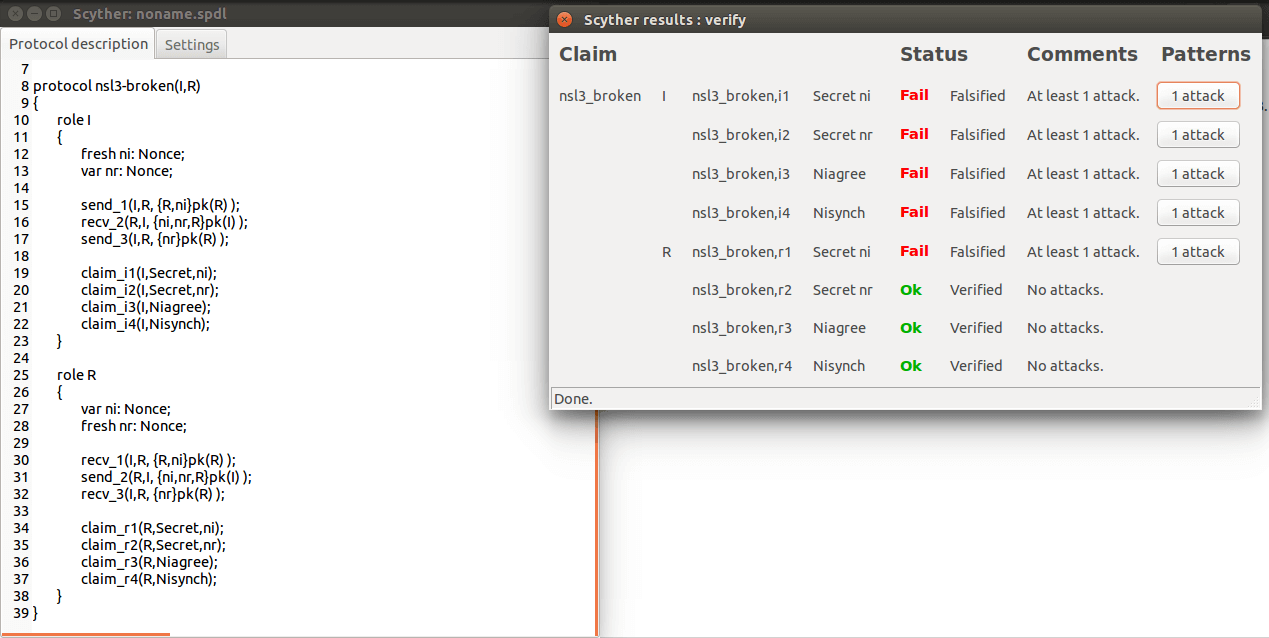 Scyther: noname.spdl
Protocol description Settings
7
8 protocol nsl3-broken(I,R)
9 {
10 role I
11 {
12 fresh ni: Nonce;
13 var nr: Nonce;
14
15 send_1(I,R, {R,ni}pk(R) );
16 recv_2(R,I, {ni,nr,R}pk(I) );
17 send_3(I,R, {nr}pk(R) );
18
19 claim_i1(I,Secret,ni);
20 claim_i2(I,Secret,nr);
21 claim_i3(I,Niagree);
22 claim_i4(I,Nisynch);
23 }
24
25 role R
26 {
27 var ni: Nonce;
28 fresh nr: Nonce;
29
30 recv_1(I,R, {R,ni}pk(R) );
31 send_2(R,I, {ni,nr,R}pk(I) );
32 recv_3(I,R, {nr}pk(R) );
33
34 claim_r1(R,Secret,ni);
35 claim_r2(R,Secret,nr);
36 claim_r3(R,Niagree);
37 claim_r4(R,Nisynch);
38 }
39 }
Scyther results : verify
Claim Status Comments Patterns
nsl3_broken I nsl3_broken,i1 Secret ni Fail Falsified At least 1 attack. 1 attack
nsl3_broken,i2 Secret nr Fail Falsified At least 1 attack. 1 attack
nsl3_broken,i3 Niagree Fail Falsified At least 1 attack. 1 attack
nsl3_broken,i4 Nisynch Fail Falsified At least 1 attack. 1 attack
R nsl3_broken,r1 Secret ni Fail Falsified At least 1 attack. 1 attack
nsl3_broken,r2 Secret nr Ok Verified No attacks.
nsl3_broken,r3 Niagree Ok Verified No attacks.
nsl3_broken,r4 Nisynch Ok Verified No attacks.
Done.